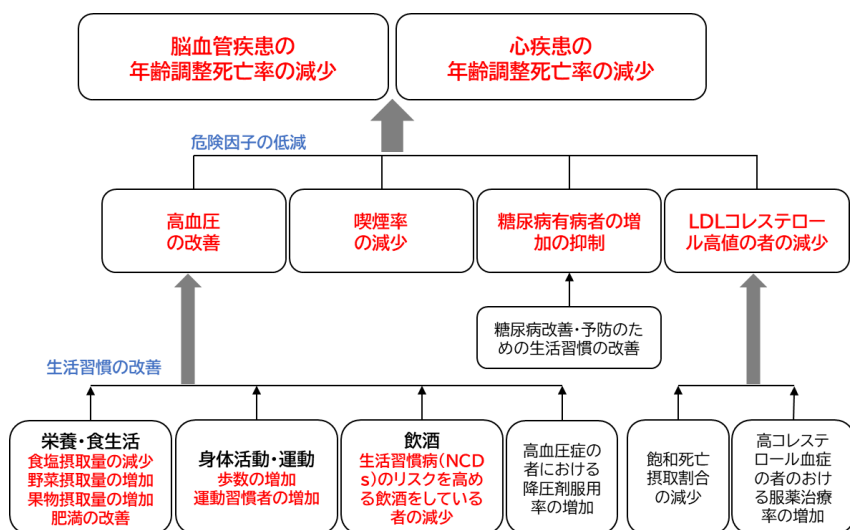 脳血管疾患の
年齢調整死亡率の減少
心疾患の
年齢調整死亡率の減少
危険因子の低減
高血圧
の改善
喫煙率
の減少
糖尿病有病者の増
加の抑制
LDLコレステロー
ル高値の者の減少
糖尿病改善・予防のた
めの生活習慣の改善
生活習慣の改善
栄養・食生活
食塩摂取量の減少
野菜摂取量の増加
果物摂取量の増加
肥満の改善
身体活動・運動
歩数の増加
運動習慣者の増加
飲酒
生活習慣病(NCD
s)のリスクを高め
る飲酒をしている
者の減少
高血圧症の
者における
降圧剤服用
率の増加
飽和死亡
摂取割合
の減少
高コレステ
ロール血症
の者のおけ
る服薬治療
率の増加